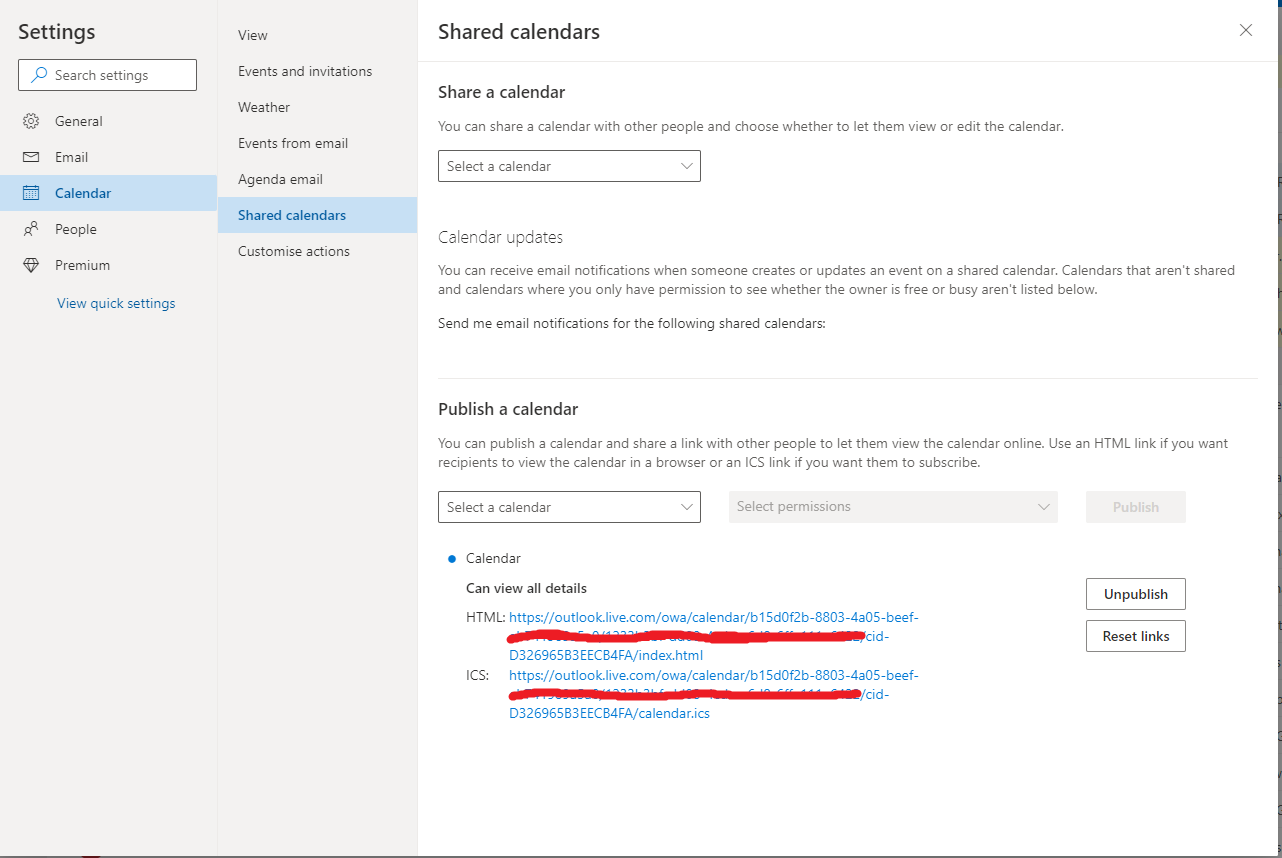 Settings
Search settings
General
Email
Calendar
People
Premium
View quick settings
View
Events and invitations
Weather
Events from email
Agenda email
Shared calendars
Customise actions
Shared calendars
Share a calendar
You can share a calendar with other people and choose whether to let them view or edit the calendar.
Select a calendar
Calendar updates
You can receive email notifications when someone creates or updates an event on a shared calendar. Calendars that aren't shared
and calendars where you only have permission to see whether the owner is free or busy aren't listed below.
Send me email notifications for the following shared calendars:
Publish a calendar
You can publish a calendar and share a link with other people to let them view the calendar online. Use an HTML link if you want
recipients to view the calendar in a browser or an ICS link if you want them to subscribe.
Select a calendar Select permissions Publish
Calendar
Can view all details
Unpublish
HTML: https://outlook.live.com/owa/calendar/b15d0f2b-8803-4a05-beef-
/cid-
Reset links
D326965B3EECB4FA/index.html
ICS: https://outlook.live.com/owa/calendar/b15d0f2b-8803-4a05-beef-
/cid-
D326965B3EECB4FA/calendar.ics